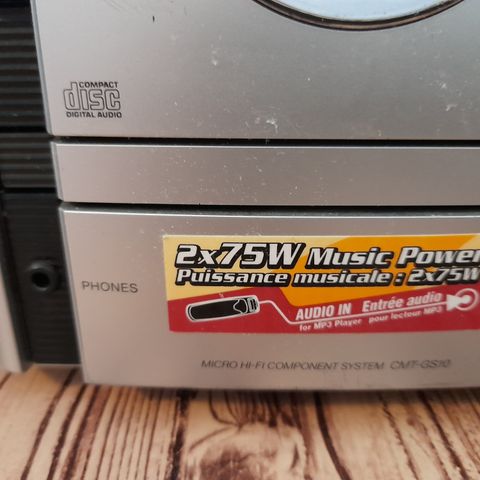 COMPACT
disc
DIGITAL AUDIO
2x75W Music Power
Puissance musicale : 2x75W
PHONES
AUDIO IN Entrée audio
for MP3 Player pour lecteur MP3
MICRO HI-FI COMPONENT SYSTEM CMT-GS10